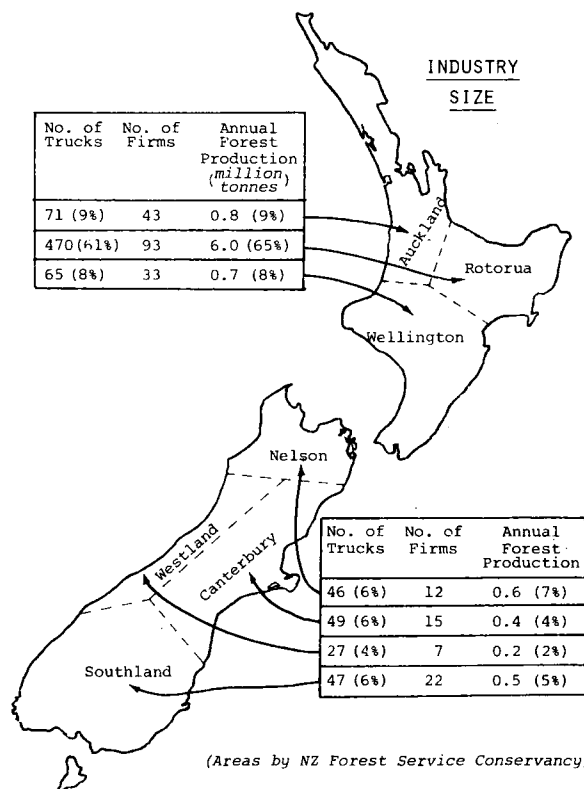 INDUSTRY
SIZE
No. of No. of Annual
Trucks Firms Forest
Production
(million
tonnes)
71 (9%) 43 0.8 (9%)
470(61%) 93 6.0 (65%)
65 (8%) 33 0.7 (8%)
Auckland
Rotorua
Wellington
Nelson
Westland
Canterbury
Southland
No. of No. of Annual
Trucks Firms Forest
Production
46 (6%) 12 0.6 (7%)
49 (6%) 15 0.4 (4%)
27 (4%) 7 0.2 (2%)
47 (6%) 22 0.5 (5%)
(Areas by NZ Forest Service Conservancy